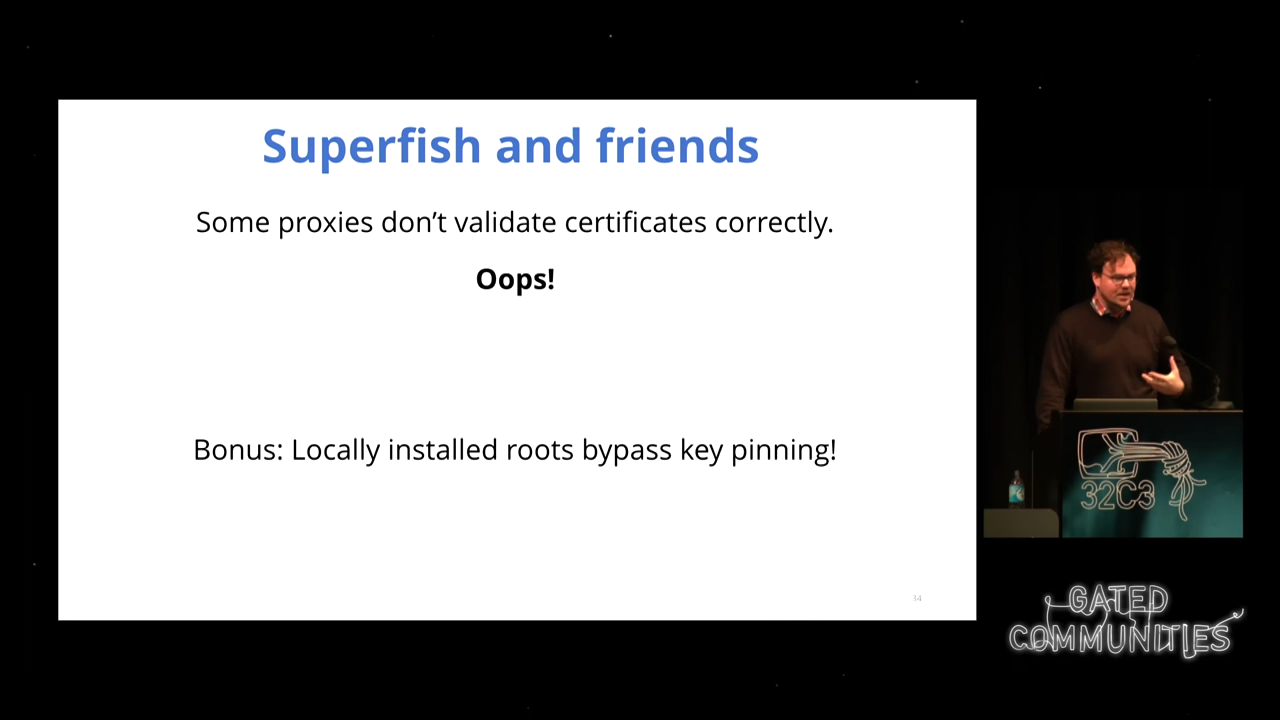 Superfish and friends
Some proxies don’t validate certificates correctly.
Oops!
Bonus: Locally installed roots bypass key pinning!
34
32C3
GATED
COMMUNITIES